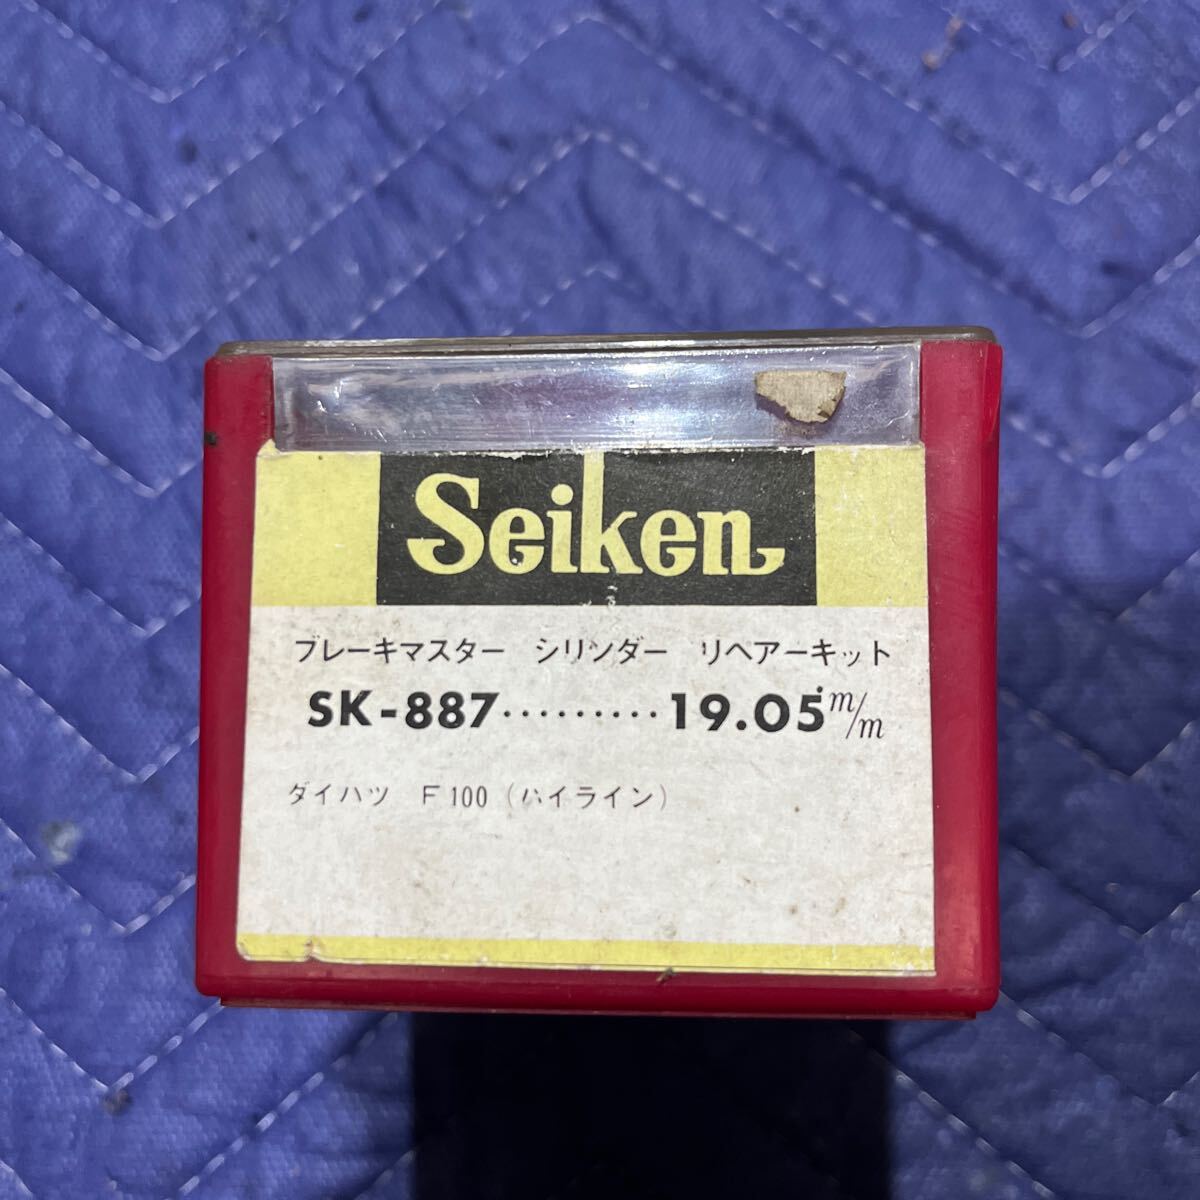 Seiken
ブレーキマスター シリンダー リペアーキット
SK-887·········19.05 m/m
ダイハツ F100 (ハイライン)